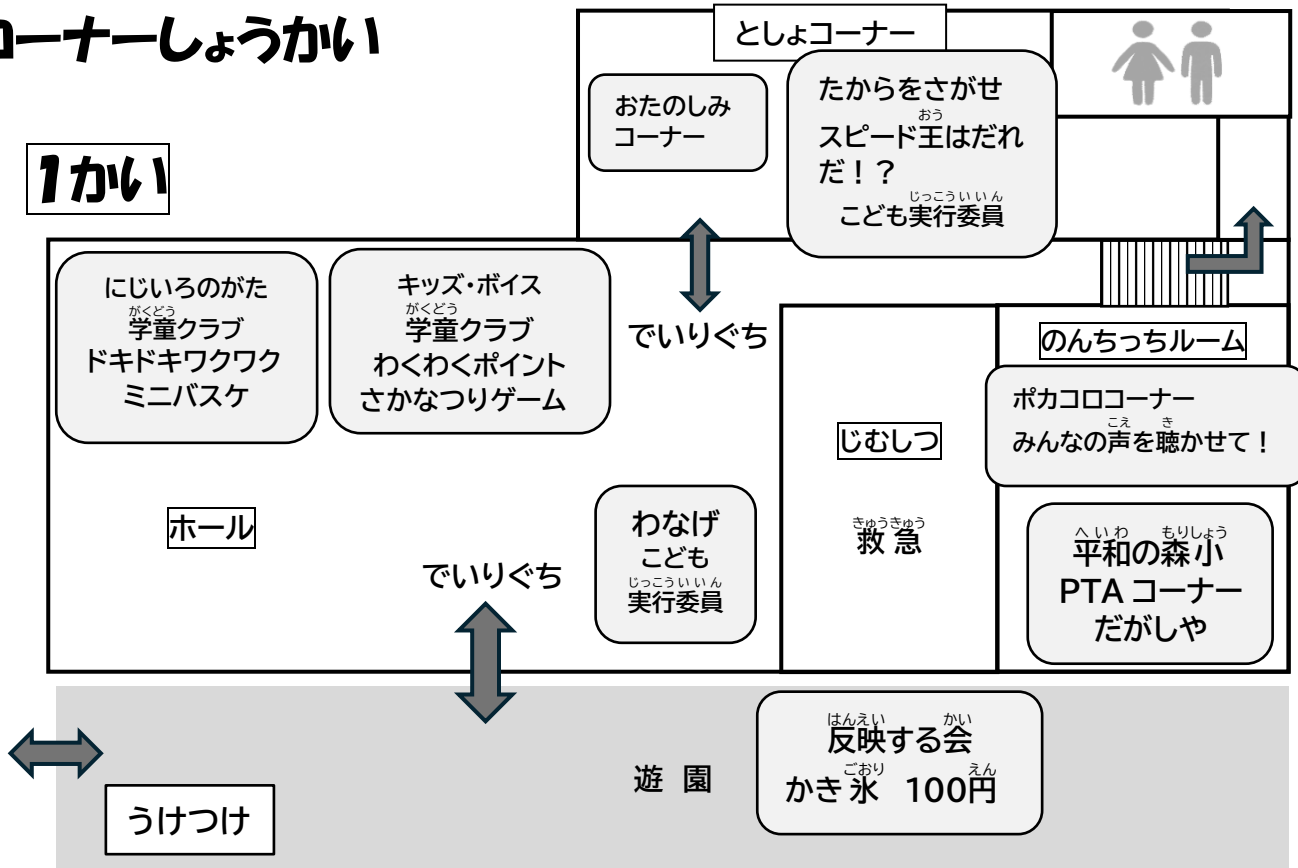 コーナーしょうかい
1かい
としょコーナー
おたのしみ
コーナー
たからをさがせ
おう
スピード王はだれ
だ！？
じっこういいん
こども実行委員
にじいろのがた
がくどう
学童クラブ
ドキドキワクワク
ミニバスケ
キッズ・ボイス
がくどう
学童クラブ
わくわくポイント
さかなつりゲーム
でいりぐち
のんちっちルーム
ポカコロコーナー
こえ き
みんなの声を聴かせて！
じむしつ
きゅうきゅう
救急
ホール
わなげ
こども
じっこういいん
実行委員
でいりぐち
へいわ もりしょう
平和の森小
PTAコーナー
だがしや
はんえい かい
反映する会
ごおり えん
かき氷 100円
遊園
うけつけ